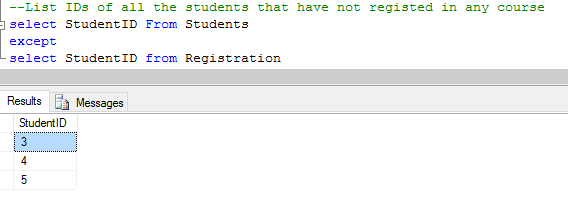 --List IDs of all the students that have not registed in any course
select StudentID From Students
except
select StudentID from Registration
Results Messages
StudentID
3
4
5